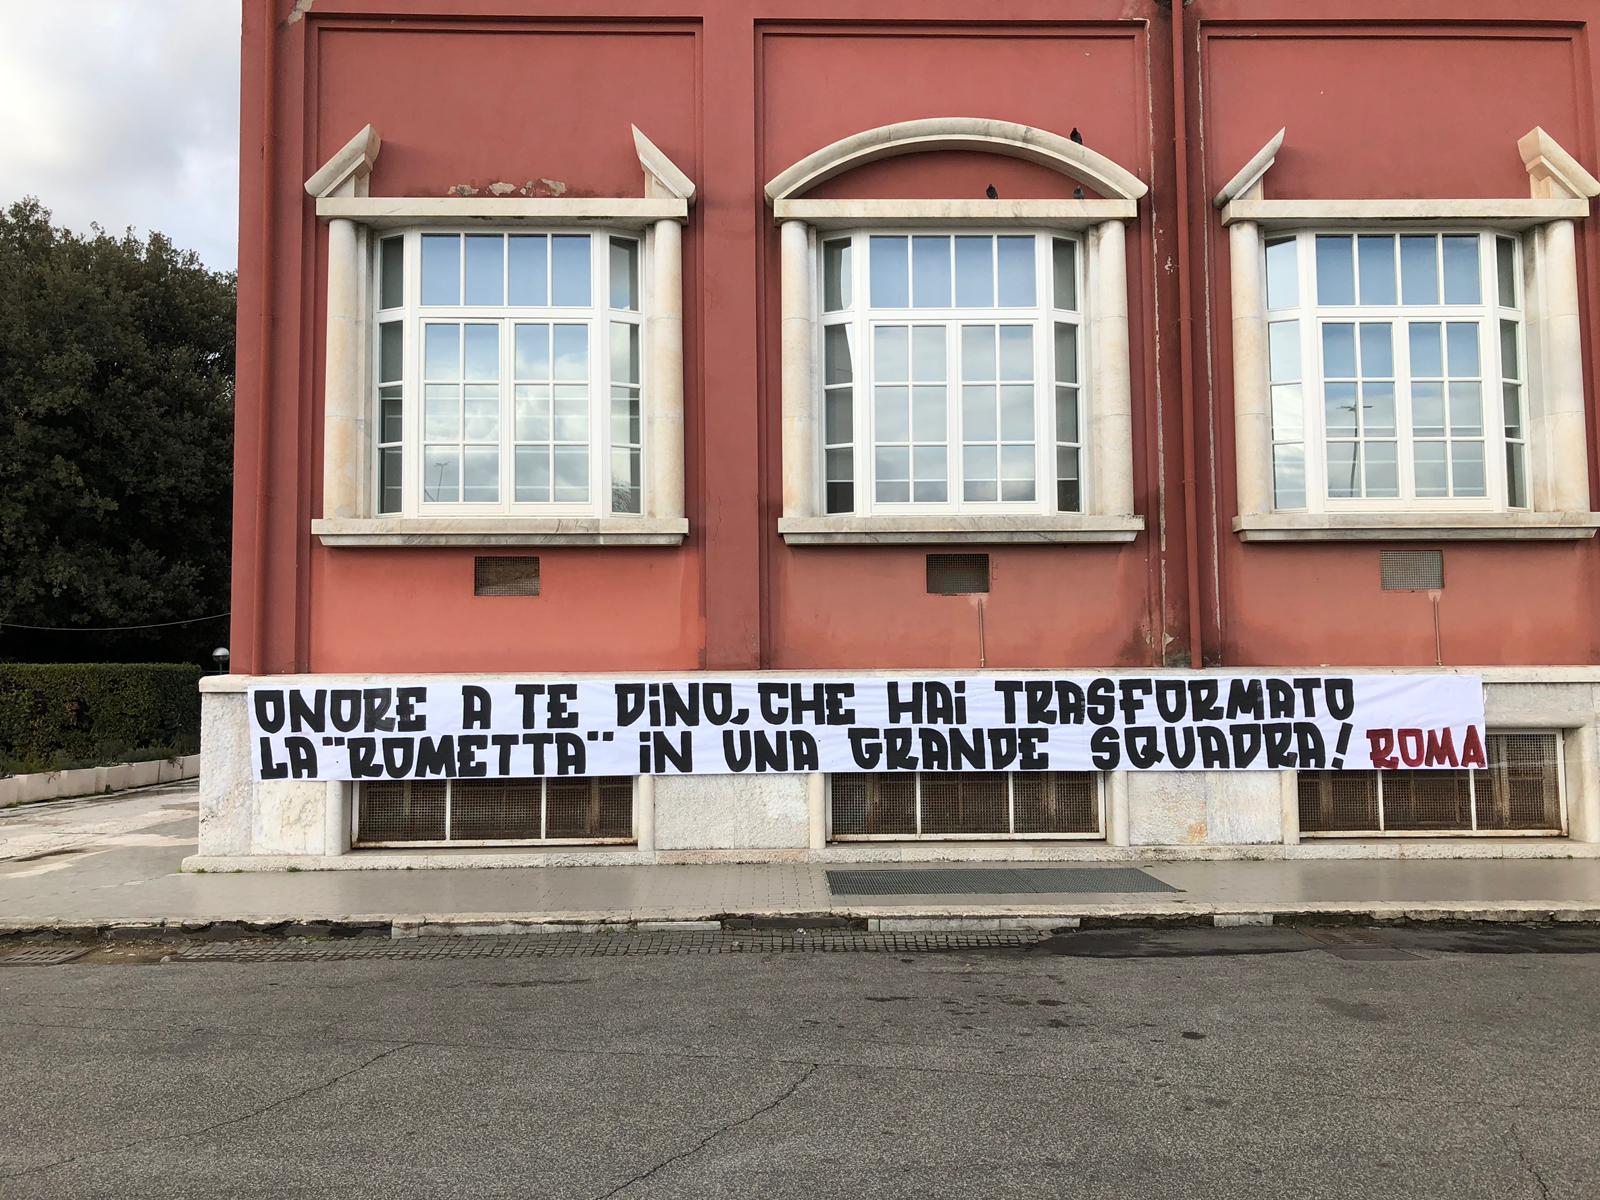 ONORE A TE DiNO, CHE HAi TRASFORMATO
LA "ROMETTA" iN UNA GRANDE SQUADRA! ROMA